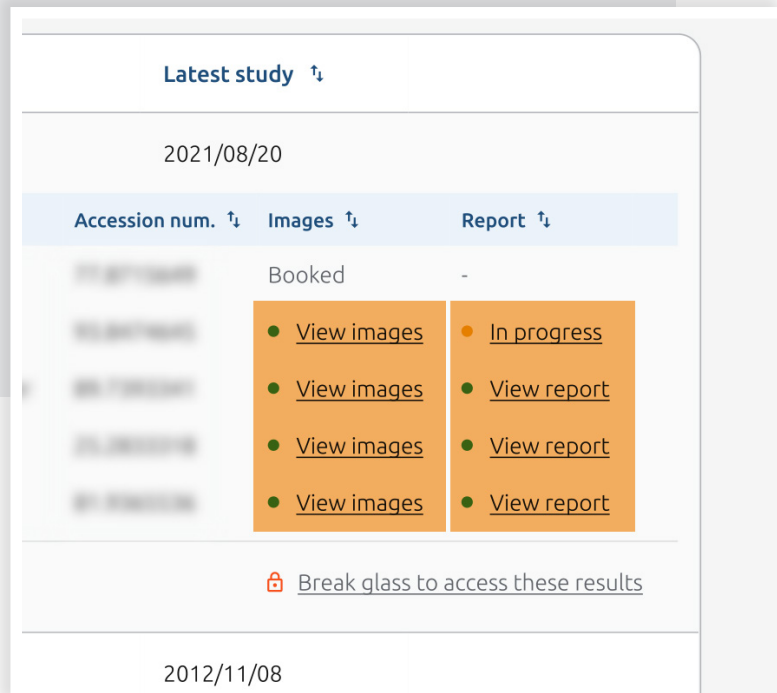 Latest study
2021/08/20
Accession num. Images Report
Booked -
View images In progress
View images View report
View images View report
View images View report
Break glass to access these results
2012/11/08